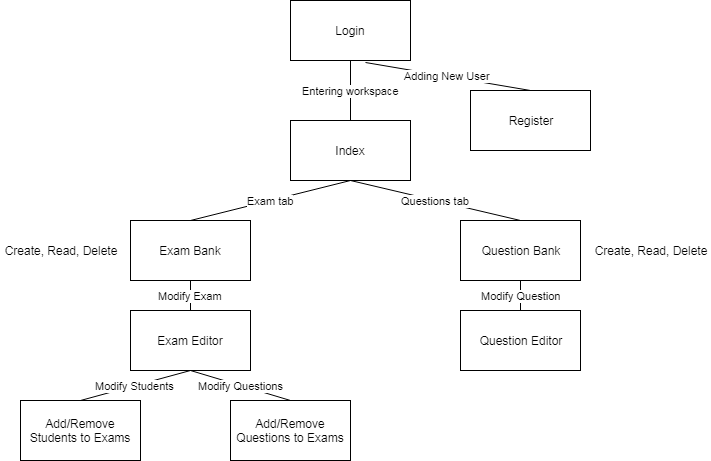 Login
Adding New User
Entering workspace
Register
Index
Exam tab
Questions tab
Create, Read, Delete
Exam Bank
Question Bank
Create, Read, Delete
Modify Exam
Modify Question
Exam Editor
Question Editor
Modify Students
Modify Questions
Add/Remove
Students to Exams
Add/Remove
Questions to Exams